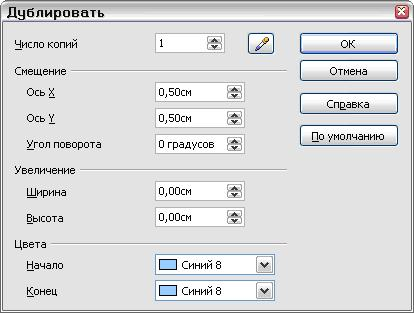 Дублировать
Число копий 1
ОК
Отмена
Справка
По умолчанию
Смещение
Ось X 0,50см
Ось Y 0,50см
Угол поворота 0 градусов
Увеличение
Ширина 0,00см
Высота 0,00см
Цвета
Начало Синий 8
Конец Синий 8